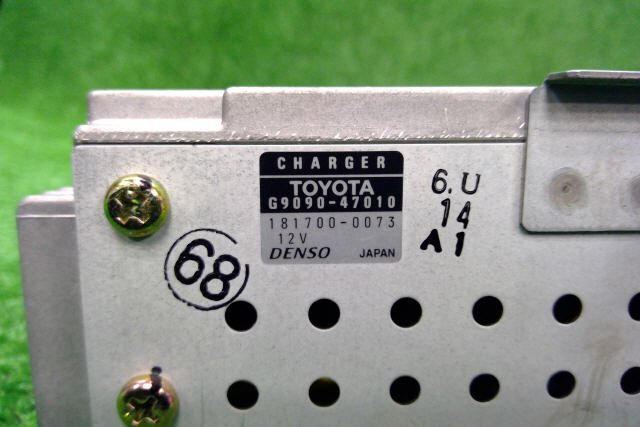 CHARGER
TOYOTA
G9090-47010
181700-0073
12V
DENSO JAPAN
6.U
14
A1
68